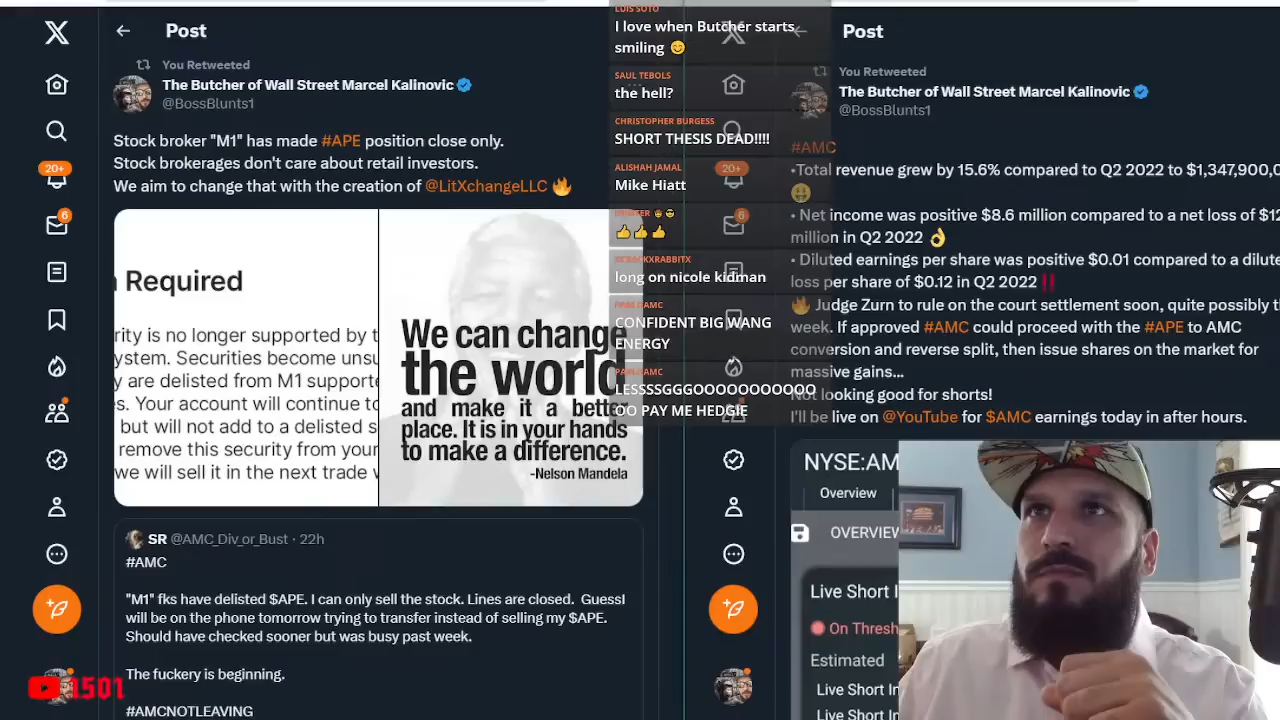 Post
You Retweeted
The Butcher of Wall Street Marcel Kalinovic
@BossBlunts1
Stock broker "M1" has made #APE position close only.
Stock brokerages don't care about retail investors.
We aim to change that with the creation of @LitXchangeLLC 🔥
20+
6
Required
rity is no longer supported by t
ystem. Securities become unsu
y are delisted from M1 supporte
s. Your account will continue to
but will not add to a delisted s
remove this security from your
we will sell it in the next trade
We can change
the world
and make it a better
place. It is in your hands
to make a difference.
-Nelson Mandela
SR @AMC_Div_or_Bust · 22h
#AMC
"M1" fks have delisted $APE. I can only sell the stock. Lines are closed. Guess I
will be on the phone tomorrow trying to transfer instead of selling my $APE.
Should have checked sooner but was busy past week.
The fuckery is beginning.
#AMCNOTLEAVING
1501
LUIS SOTO
I love when Butcher starts
smiling 😊
SAUL TEBOLS
the hell?
CHRISTOPHER BURGESS
SHORT THESIS DEAD!!!!
ALISHAH JAMAL
Mike Hiatt
👍👍👍
long on nicole kidman
CONFIDENT BIG WANG
ENERGY
LESSSSGGGOOOOOOOOOOO
OO PAY ME HEDGIE
20+
6
Post
You Retweeted
The Butcher of Wall Street Marcel Kalinovic
@BossBlunts1
#AMC
•Total revenue grew by 15.6% compared to Q2 2022 to $1,347,900,0
• Net income was positive $8.6 million compared to a net loss of $12
million in Q2 2022 👌
• Diluted earnings per share was positive $0.01 compared to a dilute
loss per share of $0.12 in Q2 2022 ‼️
🔥 Judge Zurn to rule on the court settlement soon, quite possibly t
week. If approved #AMC could proceed with the #APE to AMC
conversion and reverse split, then issue shares on the market for
massive gains...
Not looking good for shorts!
I'll be live on @YouTube for $AMC earnings today in after hours.
NYSE:AM
Overview
OVERVIEW
Live Short I
On Thresh
Estimated
Live Short In
Live Short In